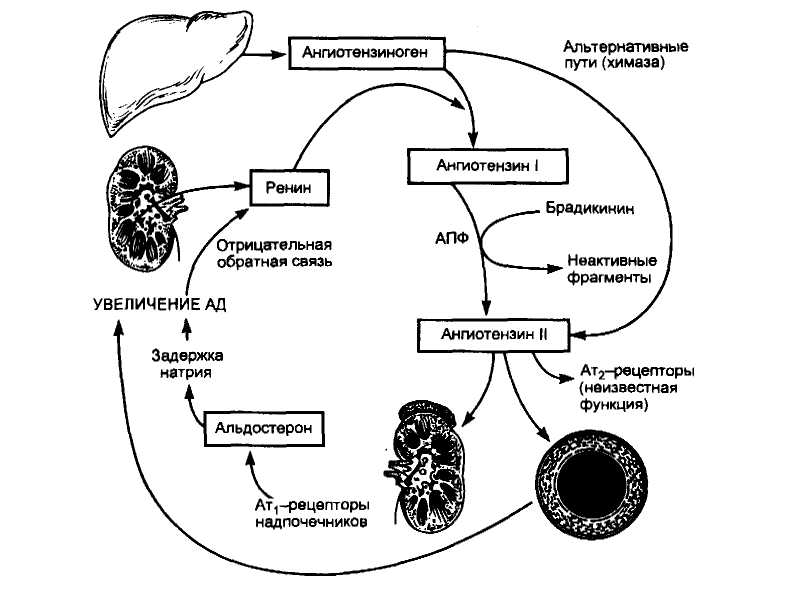 Ангиотензиноген
Альтернативные
пути (химаза)
Ангиотензин I
Ренин
Брадикинин
АПФ
Отрицательная
обратная связь
Неактивные
фрагменты
УВЕЛИЧЕНИЕ АД
Ангиотензин II
Задержка
натрия
Ат2–рецепторы
(неизвестная
функция)
Альдостерон
Ат1–рецепторы
надпочечников